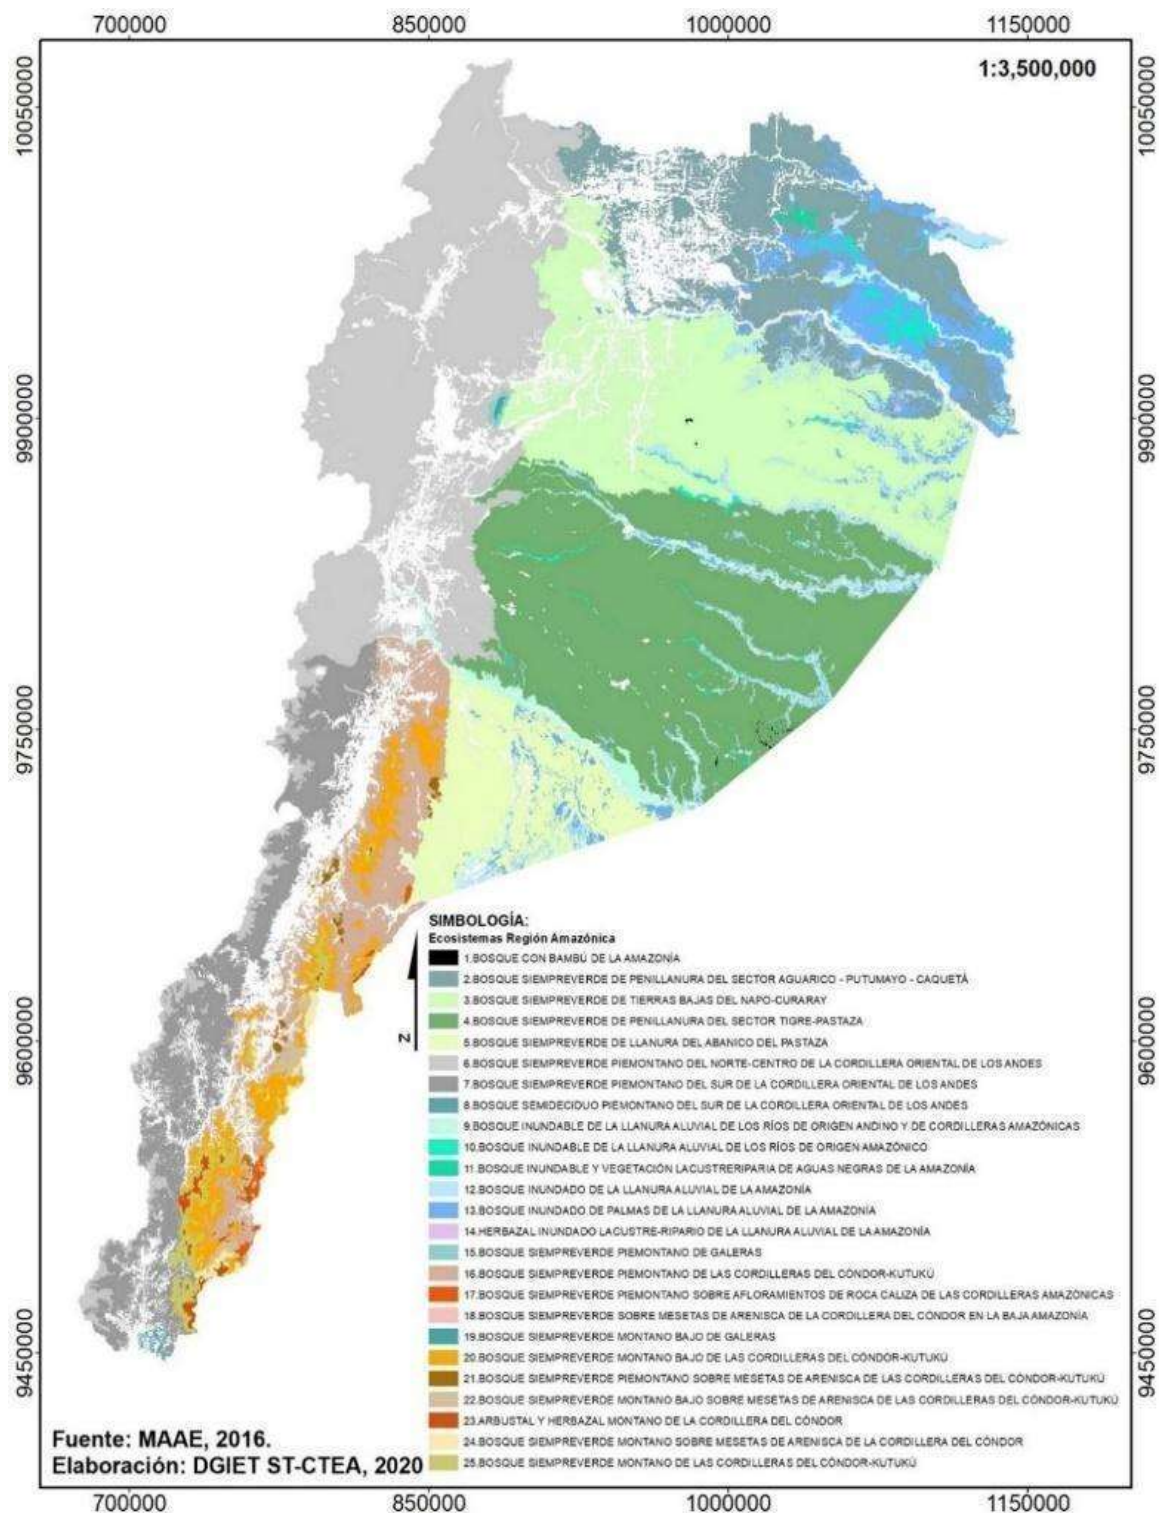 700000 850000 1000000 1150000
1:3,500,000
10050000 10050000
9900000 9900000
9750000 9750000
9600000 9600000
9450000 9450000
SIMBOLOGÍA:
Ecosistemas Región Amazónica
1.BOSQUE CON BAMBÚ DE LA AMAZONÍA
2.BOSQUE SIEMPREVERDE DE PENILLANURA DEL SECTOR AGUARICO - PUTUMAYO - CAQUETÁ
3.BOSQUE SIEMPREVERDE DE TIERRAS BAJAS DEL NAPO-CURARAY
4.BOSQUE SIEMPREVERDE DE PENILLANURA DEL SECTOR TIGRE-PASTAZA
5.BOSQUE SIEMPREVERDE DE LLANURA DEL ABANICO DEL PASTAZA
6.BOSQUE SIEMPREVERDE PIEMONTANO DEL NORTE-CENTRO DE LA CORDILLERA ORIENTAL DE LOS ANDES
7.BOSQUE SIEMPREVERDE PIEMONTANO DEL SUR DE LA CORDILLERA ORIENTAL DE LOS ANDES
8.BOSQUE SEMIDECIDUO PIEMONTANO DEL SUR DE LA CORDILLERA ORIENTAL DE LOS ANDES
9.BOSQUE INUNDABLE DE LA LLANURA ALUVIAL DE LOS RÍOS DE ORIGEN ANDINO Y DE CORDILLERAS AMAZÓNICAS
10.BOSQUE INUNDABLE DE LA LLANURA ALUVIAL DE LOS RÍOS DE ORIGEN AMAZÓNICO
11.BOSQUE INUNDABLE Y VEGETACIÓN LACUSTRERIPARIA DE AGUAS NEGRAS DE LA AMAZONÍA
12.BOSQUE INUNDADO DE LA LLANURA ALUVIAL DE LA AMAZONÍA
13.BOSQUE INUNDADO DE PALMAS DE LA LLANURA ALUVIAL DE LA AMAZONÍA
14.HERBAZAL INUNDADO LACUSTRE-RIPARIO DE LA LLANURA ALUVIAL DE LA AMAZONÍA
15.BOSQUE SIEMPREVERDE PIEMONTANO DE GALERAS
16.BOSQUE SIEMPREVERDE PIEMONTANO DE LAS CORDILLERAS DEL CÓNDOR-KUTUKÚ
17.BOSQUE SIEMPREVERDE PIEMONTANO SOBRE AFLORAMIENTOS DE ROCA CALIZA DE LAS CORDILLERAS AMAZÓNICAS
18.BOSQUE SIEMPREVERDE SOBRE MESETAS DE ARENISCA DE LA CORDILLERA DEL CÓNDOR EN LA BAJA AMAZONÍA
19.BOSQUE SIEMPREVERDE MONTANO BAJO DE GALERAS
20.BOSQUE SIEMPREVERDE MONTANO BAJO DE LAS CORDILLERAS DEL CÓNDOR-KUTUKÚ
21.BOSQUE SIEMPREVERDE PIEMONTANO SOBRE MESETAS DE ARENISCA DE LAS CORDILLERAS DEL CÓNDOR-KUTUKÚ
22.BOSQUE SIEMPREVERDE MONTANO BAJO SOBRE MESETAS DE ARENISCA DE LAS CORDILLERAS DEL CÓNDOR-KUTUKÚ
23.ARBUSTAL Y HERBAZAL MONTANO DE LA CORDILLERA DEL CÓNDOR
24.BOSQUE SIEMPREVERDE MONTANO SOBRE MESETAS DE ARENISCA DE LA CORDILLERA DEL CÓNDOR
25.BOSQUE SIEMPREVERDE MONTANO DE LAS CORDILLERAS DEL CÓNDOR-KUTUKÚ
N
Fuente: MAAE, 2016.
Elaboración: DGIET ST-CTEA, 2020
700000 850000 1000000 1150000